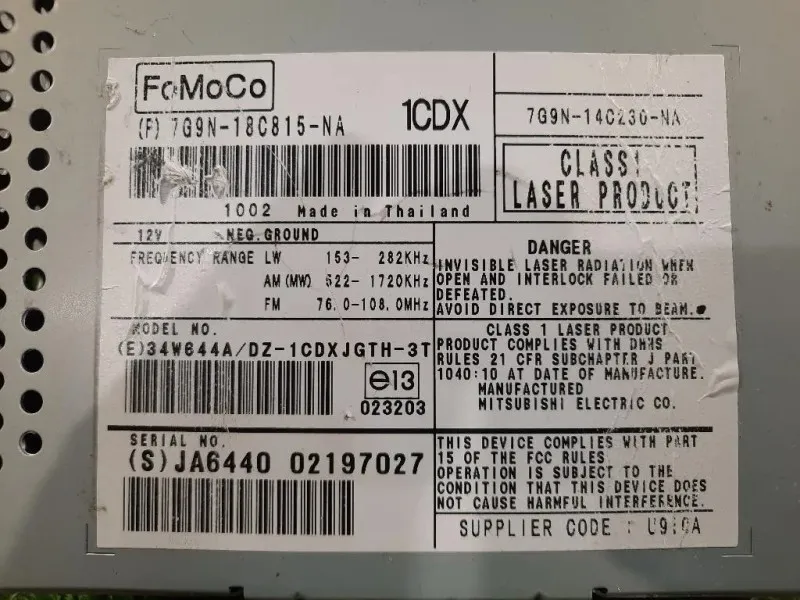 FoMoCo
(F) 7G9N-18C815-NA 1CDX
7G9N-14C230-NA
CLASS1
LASER PRODUCT
1002 Made in Thailand
12V NEG. GROUND
FREQUENCY RANGE LW 153- 282KHz
AM (MW) 522- 1720KHz
FM 76.0-108.0MHz
DANGER
INVISIBLE LASER RADIATION WHEN
OPEN AND INTERLOCK FAILED OR
DEFEATED.
AVOID DIRECT EXPOSURE TO BEAM.
MODEL NO.
(E)34W644A/DZ-1CDXJGTH-3T
e13
023203
CLASS 1 LASER PRODUCT
PRODUCT COMPLIES WITH DHHS
RULES 21 CFR SUBCHAPTER J PART
1040:10 AT DATE OF MANUFACTURE.
MANUFACTURED
MITSUBISHI ELECTRIC CO.
SERIAL NO.
(S)JA6440 02197027
THIS DEVICE COMPLIES WITH PART
15 OF THE FCC RULES
OPERATION IS SUBJECT TO THE
CONDITION THAT THIS DEVICE DOES
NOT CAUSE HARMFUL INTERFERENCE.
SUPPLIER CODE :